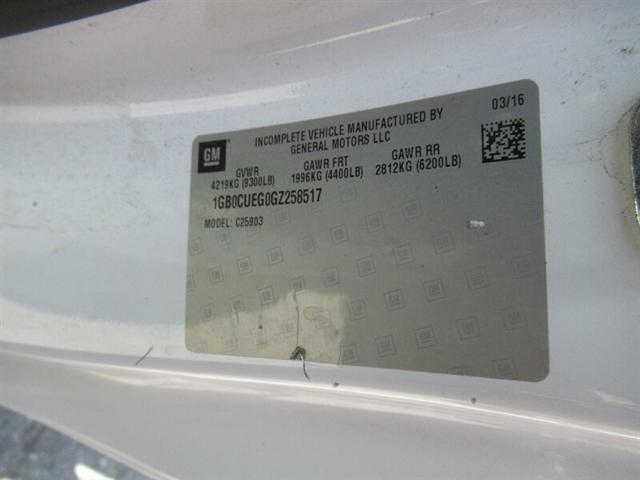 03/16
GM
INCOMPLETE VEHICLE MANUFACTURED BY
GENERAL MOTORS LLC
GVWR GAWR FRT GAWR RR
4219KG (9300LB) 1996KG (4400LB) 2812KG (6200LB)
1GB0CUEG0GZ258517
MODEL: C25903